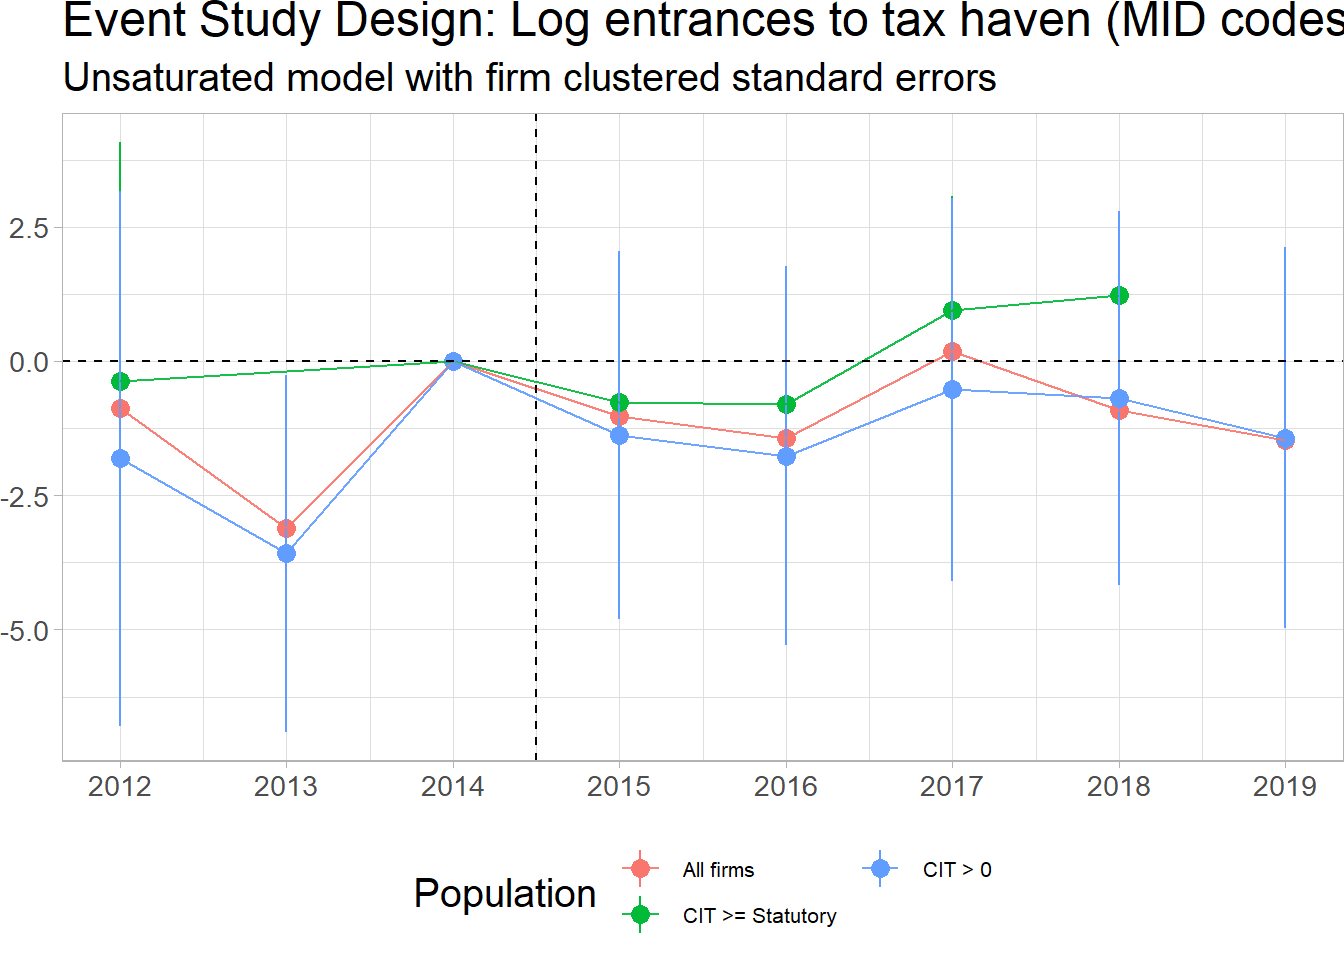 Event Study Design: Log entrances to tax haven (MID codes
Unsaturated model with firm clustered standard errors
2.5
0.0
-2.5
-5.0
2012 2013 2014 2015 2016 2017 2018 2019
Population
All firms
CIT > 0
CIT >= Statutory